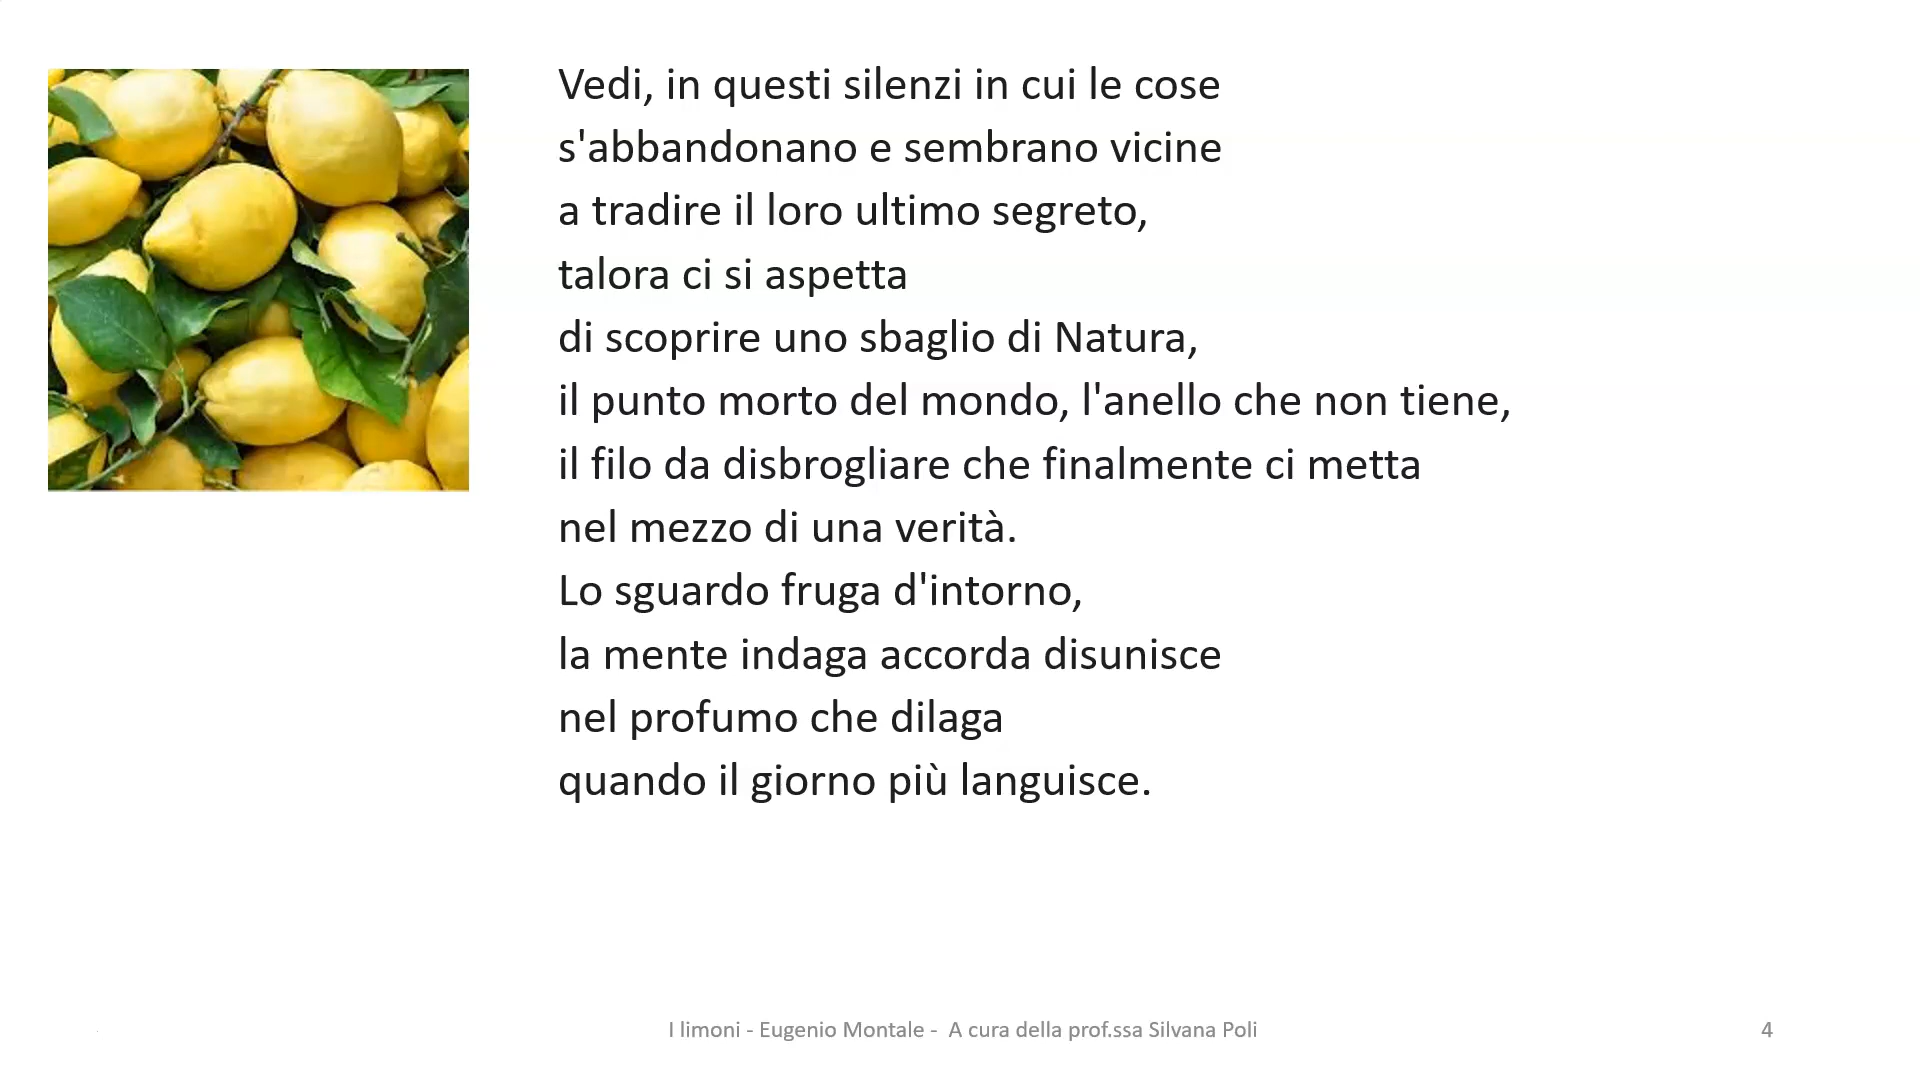 Vedi, in questi silenzi in cui le cose
s'abbandonano e sembrano vicine
a tradire il loro ultimo segreto,
talora ci si aspetta
di scoprire uno sbaglio di Natura,
il punto morto del mondo, l'anello che non tiene,
il filo da disbrogliare che finalmente ci metta
nel mezzo di una verità.
Lo sguardo fruga d'intorno,
la mente indaga accorda disunisce
nel profumo che dilaga
quando il giorno più languisce.
I limoni - Eugenio Montale - A cura della prof.ssa Silvana Poli
4